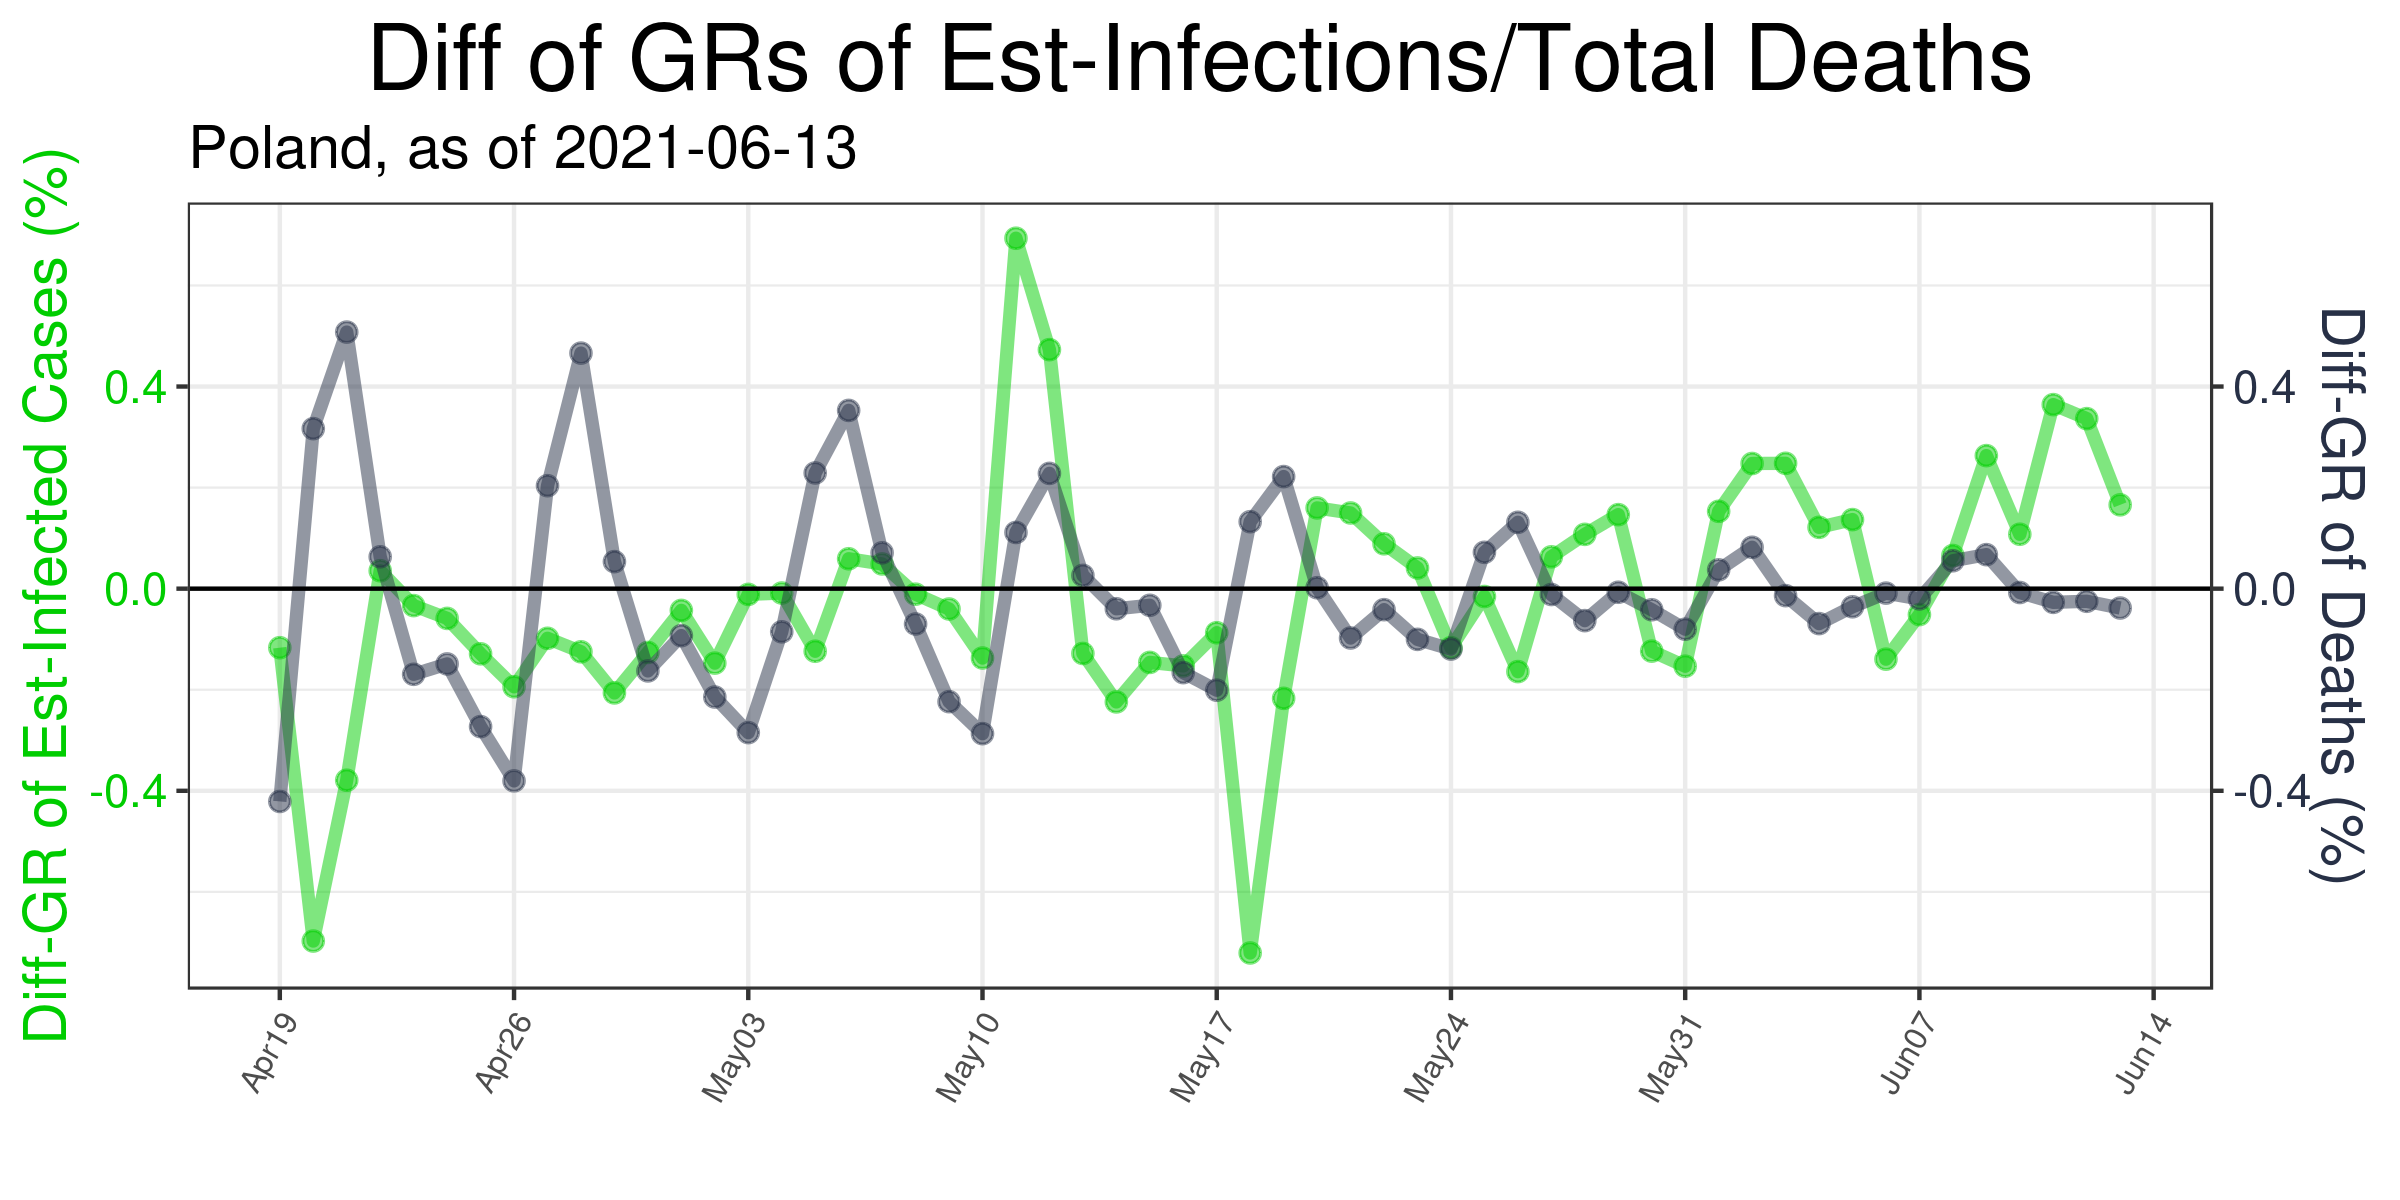 Diff of GRs of Est-Infections/Total Deaths
Poland, as of 2021-06-13
Diff-GR of Est-Infected Cases (%)
0.4
0.0
-0.4
0.4
0.0
-0.4
Diff-GR of Deaths (%)
Apr19
Apr26
May03
May10
May17
May24
May31
Jun07
Jun14